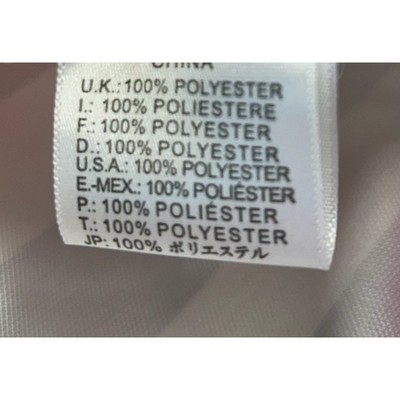 CHINA
U.K.:100% POLYESTER
I.: 100% POLIESTERE
F.: 100% POLYESTER
D.: 100% POLYESTER
U.S.A.: 100% POLYESTER
E.-MEX.: 100% POLIÉSTER
P.: 100% POLIÉSTER
T.: 100% POLYESTER
JP.: 100% ポリエステル